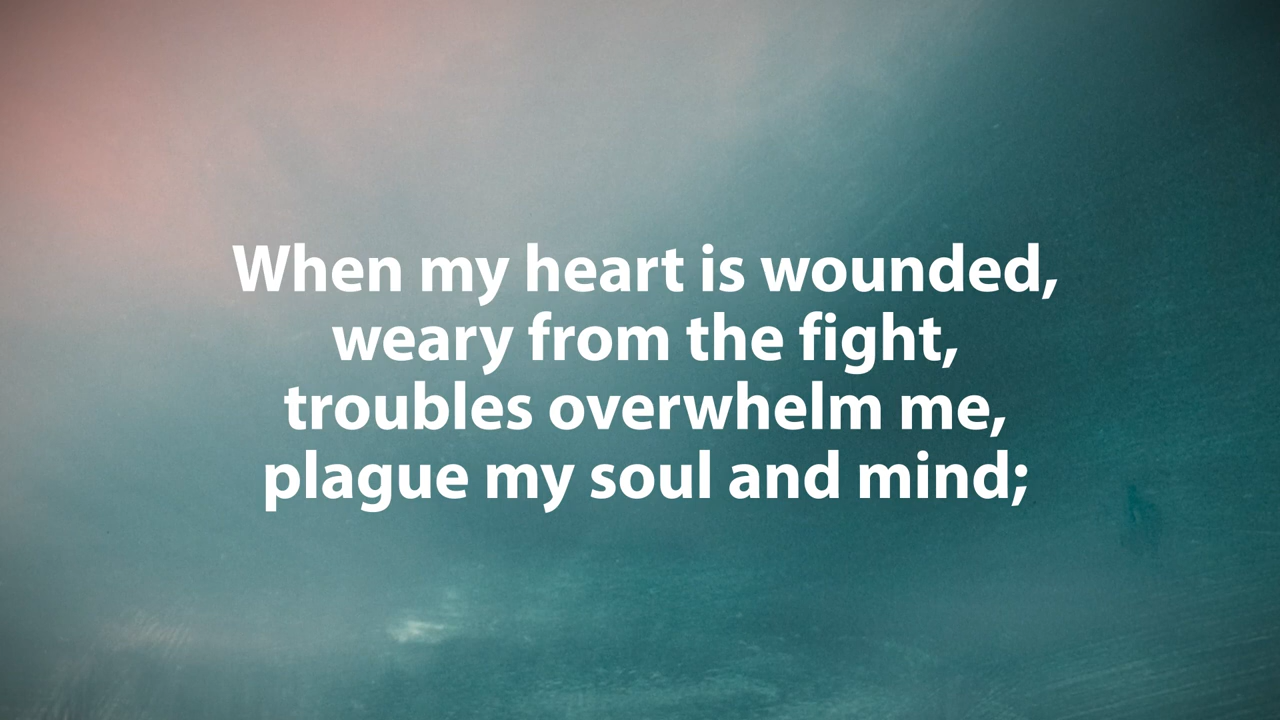 When my heart is wounded,
weary from the fight,
troubles overwhelm me,
plague my soul and mind;